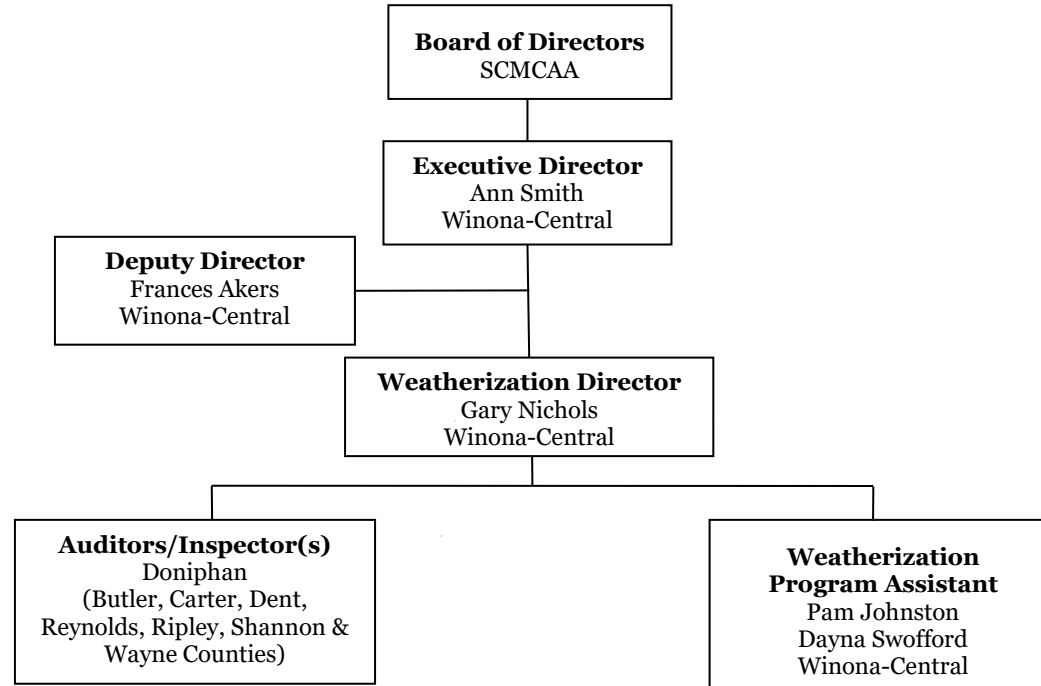 Board of Directors
SCMCAA
Executive Director
Ann Smith
Winona-Central
Deputy Director
Frances Akers
Winona-Central
Weatherization Director
Gary Nichols
Winona-Central
Auditors/Inspector(s)
Doniphan
(Butler, Carter, Dent,
Reynolds, Ripley, Shannon &
Wayne Counties)
Weatherization
Program Assistant
Pam Johnston
Dayna Swofford
Winona-Central